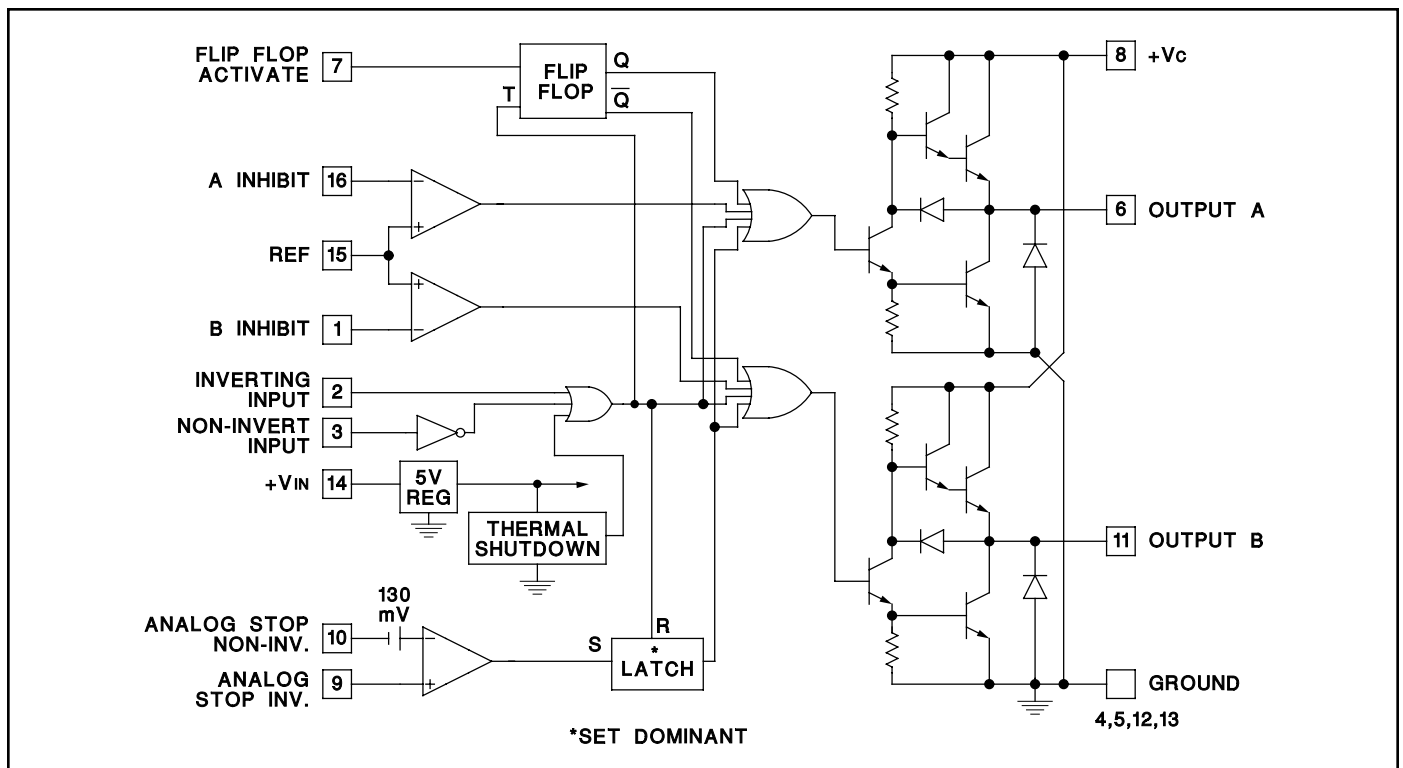 FLIP FLOP
ACTIVATE
7
FLIP
FLOP
T
Q
Q̅
8
+VC
A INHIBIT
16
−
+
REF
15
+
−
B INHIBIT
1
6
OUTPUT A
INVERTING
INPUT
2
NON-INVERT
INPUT
3
+VIN
14
5V
REG
THERMAL
SHUTDOWN
11
OUTPUT B
130
mV
ANALOG STOP
NON-INV.
10
−
+
ANALOG
STOP INV.
9
S
R
*
LATCH
GROUND
4,5,12,13
*SET DOMINANT